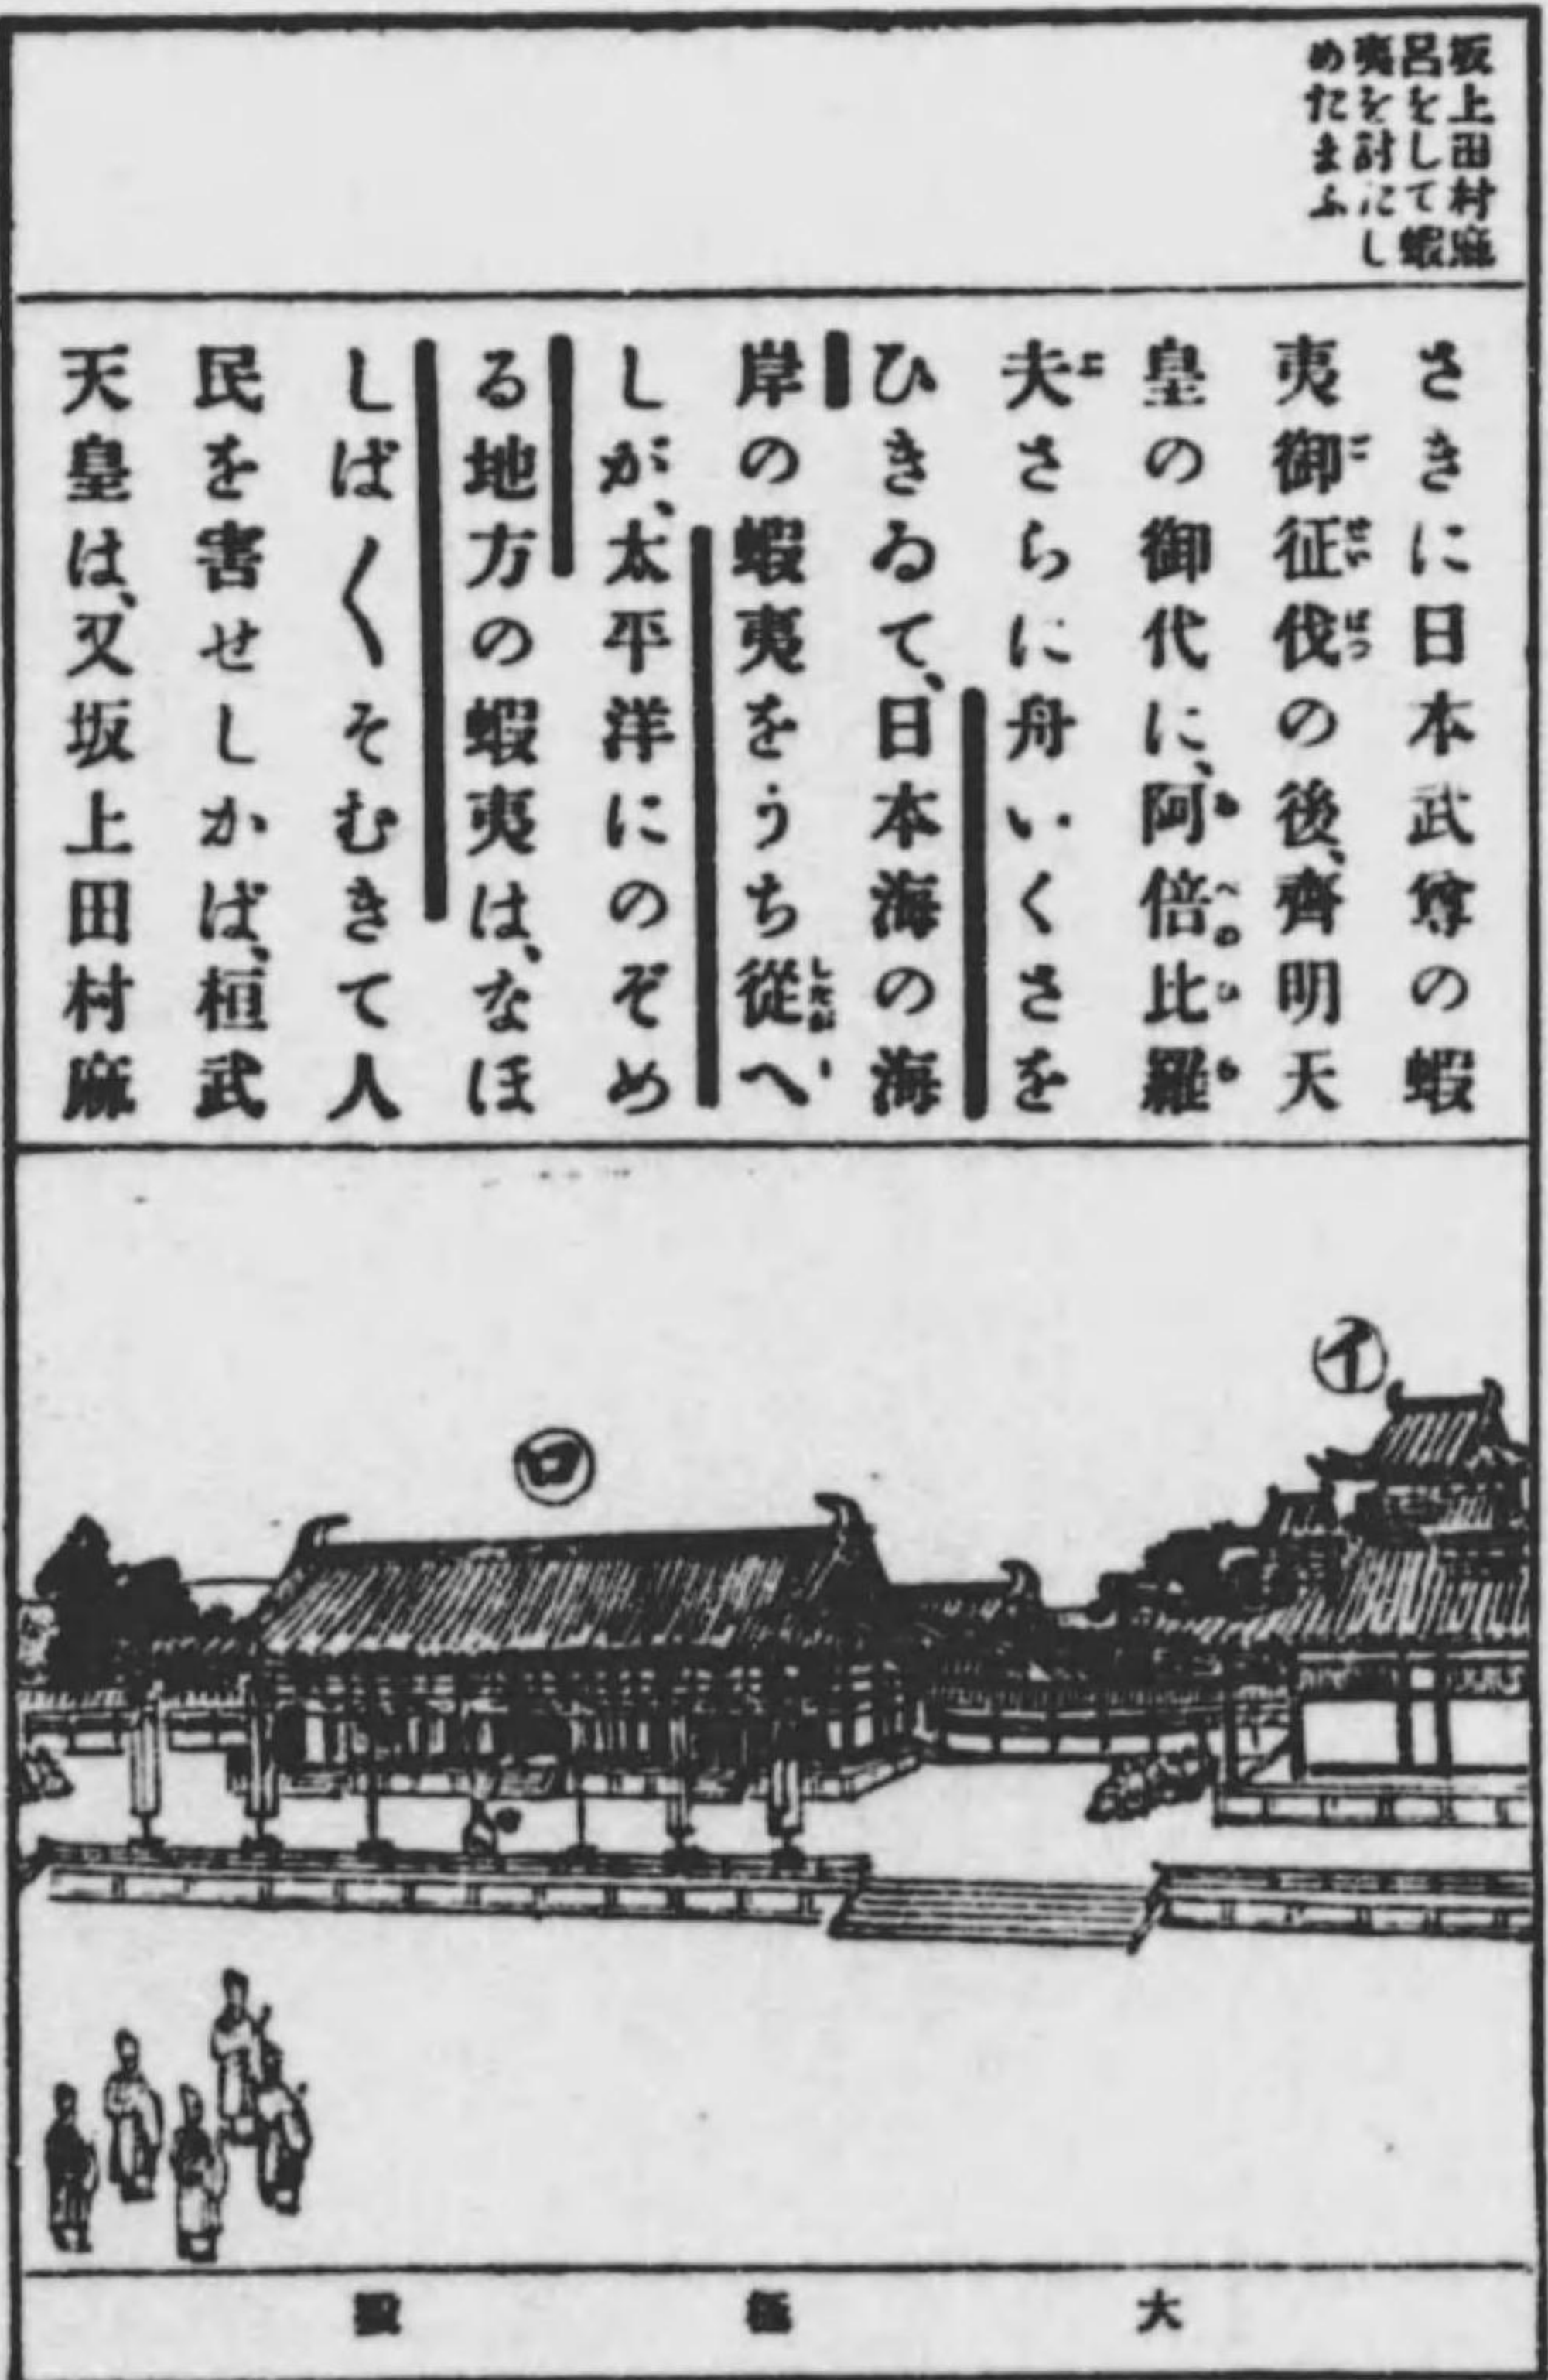 坂上田村麻
呂をして蝦
夷を討にし
めたまふ
さきに日本武尊の蝦
夷御征伐の後、齊明天
皇の御代に、阿倍比羅
夫さらに舟いくさを
ひきゐて、日本海の海
岸の蝦夷をうち從へ
しが、太平洋にのぞめ
る地方の蝦夷は、なほ
しば〱そむきて人
民を害せしかば、桓武
天皇は、又坂上田村麻
イ
ロ
大極殿